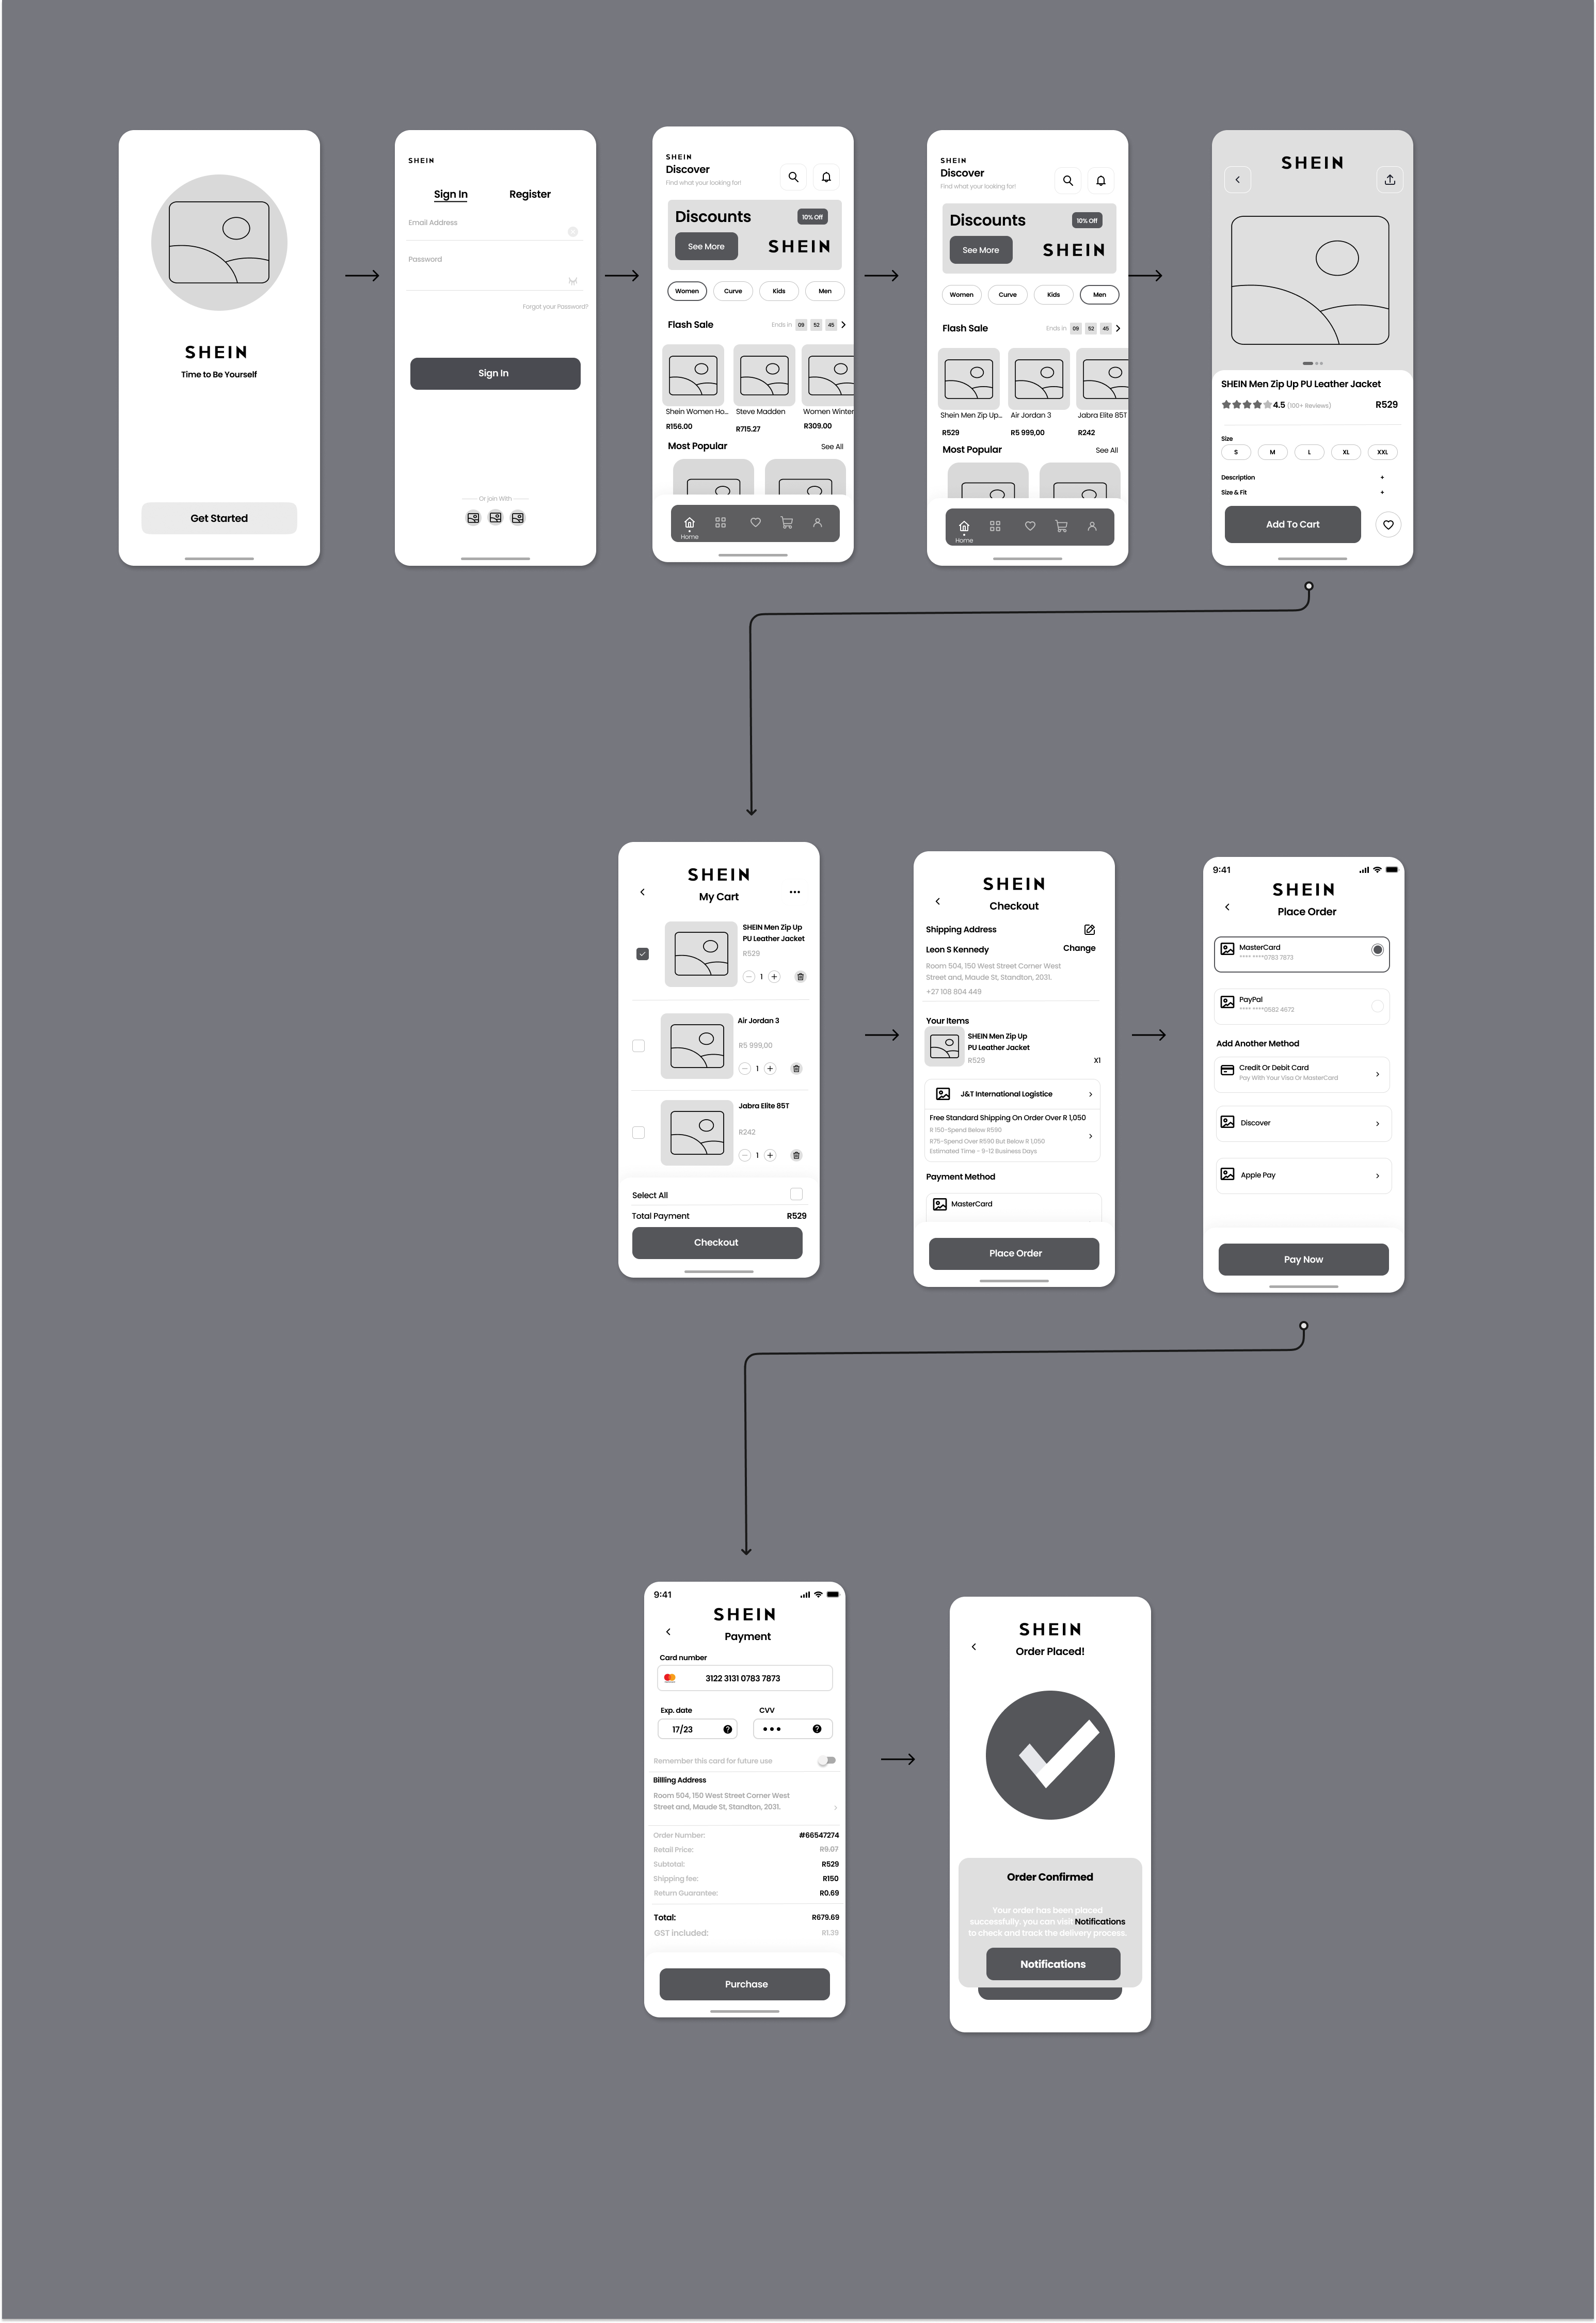 SHEIN
Time to Be Yourself
Get Started
SHEIN
Sign In Register
Email Address
Password
Forgot your Password?
Sign In
Or join With
SHEIN
Discover
Find what your looking for!
Discounts 10% Off
See More SHEIN
Women Curve Kids Men
Flash Sale Ends in 09 52 45
Shein Women Ho... Steve Madden Women Winter
R156.00 R715.27 R309.00
Most Popular See All
Home
SHEIN
Discover
Find what your looking for!
Discounts 10% Off
See More SHEIN
Women Curve Kids Men
Flash Sale Ends in 09 52 45
Shein Men Zip Up... Air Jordan 3 Jabra Elite 85T
R529 R5 999,00 R242
Most Popular See All
Home
SHEIN
SHEIN Men Zip Up PU Leather Jacket
4.5 (100+ Reviews) R529
Size
S M L XL XXL
Description +
Size & Fit +
Add To Cart
SHEIN
My Cart
SHEIN Men Zip Up
PU Leather Jacket
R529
1
Air Jordan 3
R5 999,00
1
Jabra Elite 85T
R242
1
Select All
Total Payment R529
Checkout
SHEIN
Checkout
Shipping Address
Leon S Kennedy Change
Room 504, 150 West Street Corner West
Street and, Maude St, Standton, 2031.
+27 108 804 449
Your Items
SHEIN Men Zip Up
PU Leather Jacket
R529 X1
J&T International Logistice
Free Standard Shipping On Order Over R 1,050
R 150-Spend Below R590
R75-Spend Over R590 But Below R 1,050
Estimated Time - 9-12 Business Days
Payment Method
MasterCard
Place Order
9:41
SHEIN
Place Order
MasterCard
**** ****0783 7873
PayPal
**** ****0582 4672
Add Another Method
Credit Or Debit Card
Pay With Your Visa Or MasterCard
Discover
Apple Pay
Pay Now
9:41
SHEIN
Payment
Card number
3122 3131 0783 7873
Exp. date CVV
17/23
Remember this card for future use
Billling Address
Room 504, 150 West Street Corner West
Street and, Maude St, Standton, 2031.
Order Number: #66547274
Retail Price: R9.07
Subtotal: R529
Shipping fee: R150
Return Guarantee: R0.69
Total: R679.69
GST included: R1.39
Purchase
SHEIN
Order Placed!
Order Confirmed
Your order has been placed
successfully. you can visit Notifications
to check and track the delivery process.
Notifications